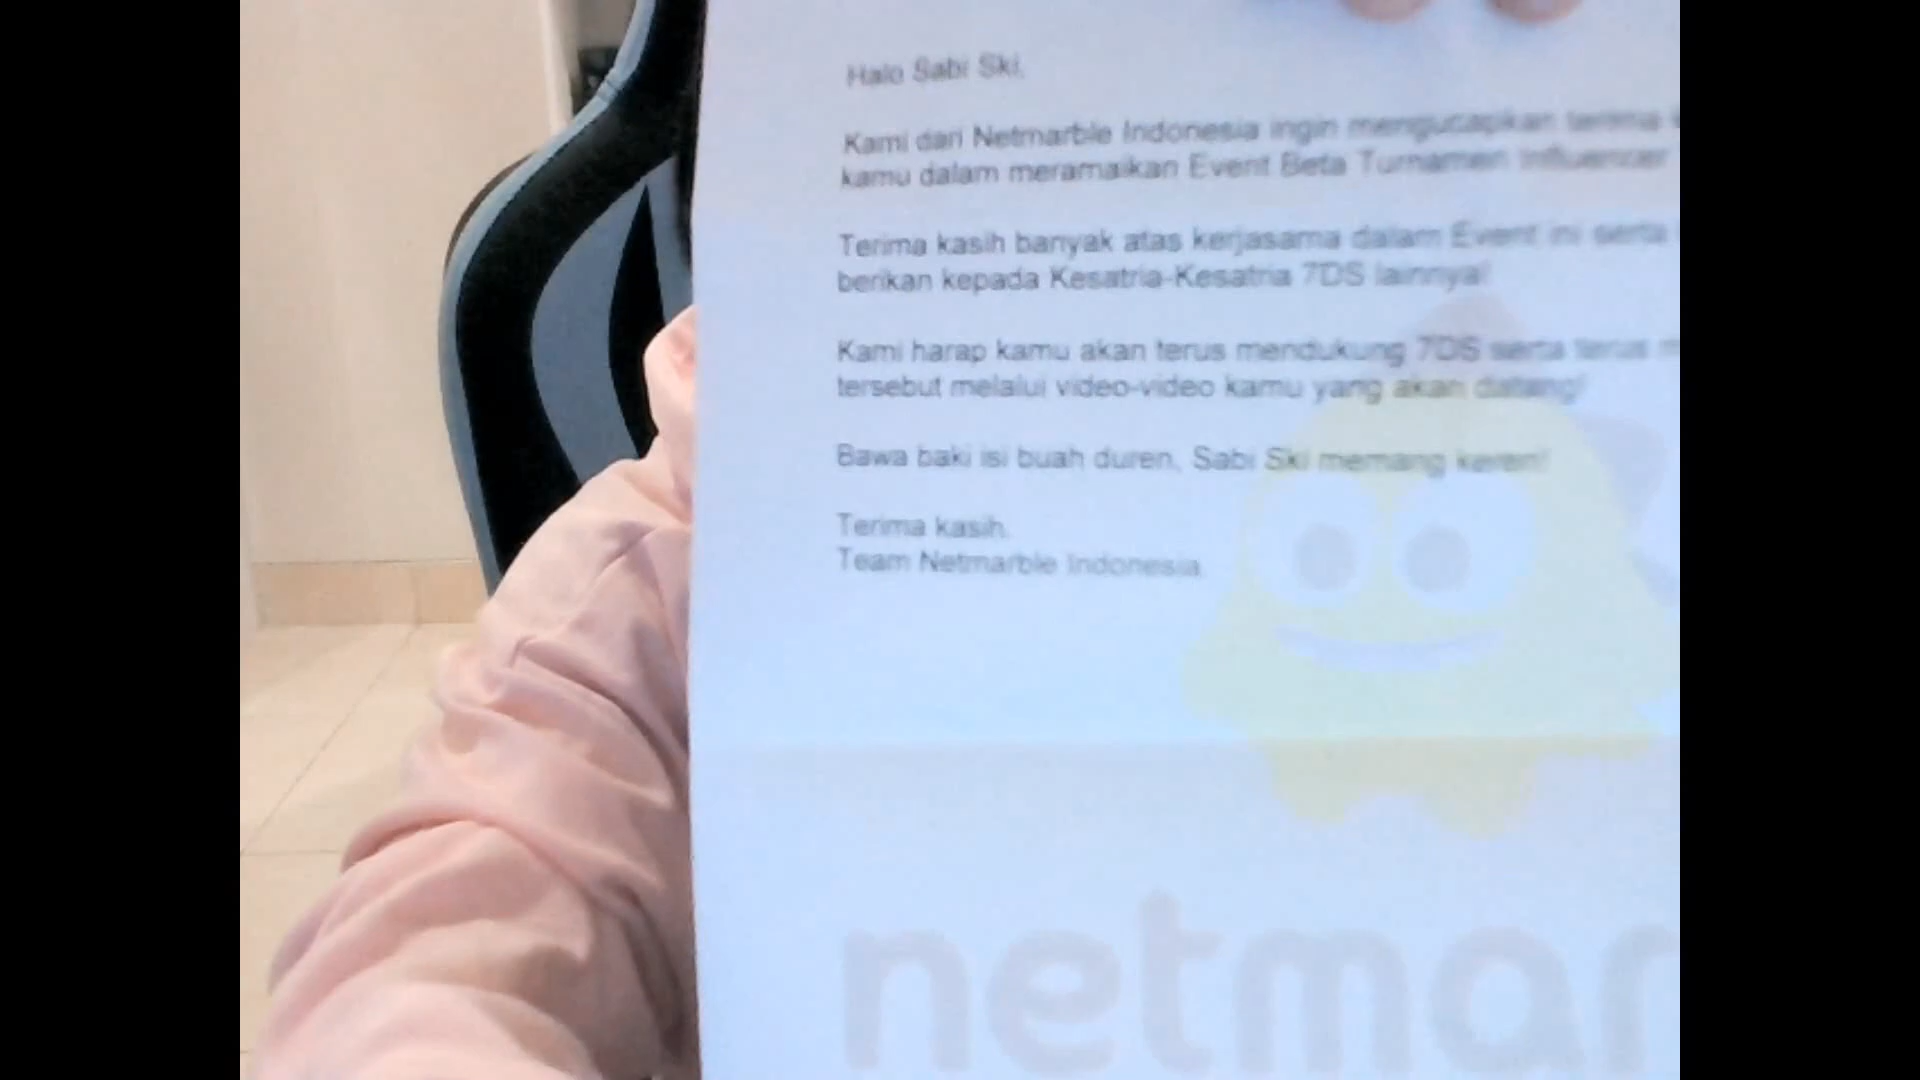 Halo Sabi Ski,
Kami dari Netmarble Indonesia ingin mengucapkan terima
kamu dalam meramaikan Event Beta Turnamen Influencer
Terima kasih banyak atas kerjasama dalam Event ini serta
berikan kepada Kesatria-Kesatria 7DS lainnya!
Kami harap kamu akan terus mendukung 7DS serta terus
tersebut melalui video-video kamu yang akan datang!
Bawa baki isi buah duren, Sabi Ski memang keren!
Terima kasih,
Team Netmarble Indonesia
netmar